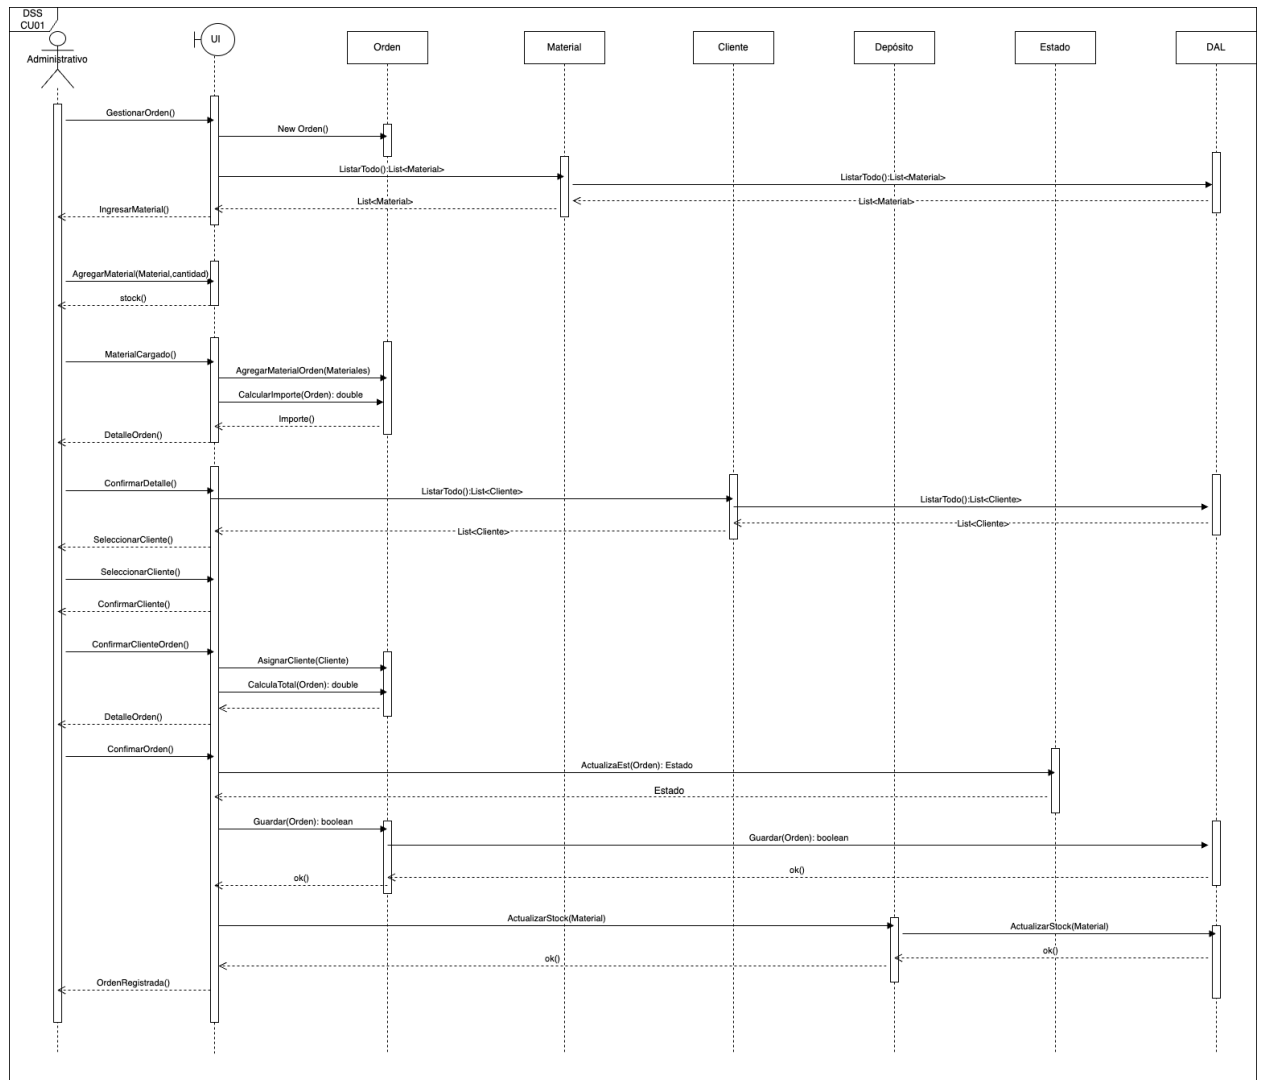 DSS
CU01
Administrativo
UI
Orden
Material
Cliente
Depósito
Estado
DAL
GestionarOrden()
New Orden()
ListarTodo():List<Material>
ListarTodo():List<Material>
List<Material>
List<Material>
IngresarMaterial()
AgregarMaterial(Material,cantidad)
stock()
MaterialCargado()
AgregarMaterialOrden(Materiales)
CalcularImporte(Orden): double
Importe()
DetalleOrden()
ConfirmarDetalle()
ListarTodo():List<Cliente>
ListarTodo():List<Cliente>
List<Cliente>
List<Cliente>
SeleccionarCliente()
SeleccionarCliente()
ConfirmarCliente()
ConfirmarClienteOrden()
AsignarCliente(Cliente)
CalculaTotal(Orden): double
DetalleOrden()
ConfimarOrden()
ActualizaEst(Orden): Estado
Estado
Guardar(Orden): boolean
Guardar(Orden): boolean
ok()
ok()
ActualizarStock(Material)
ActualizarStock(Material)
ok()
ok()
OrdenRegistrada()